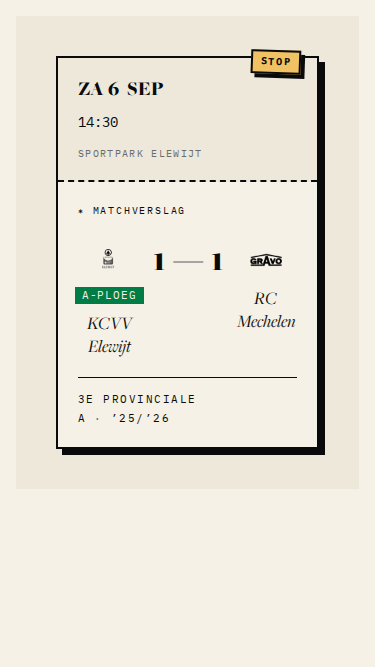 STOP
ZA 6 SEP
14:30
SPORTPARK ELEWIJT
* MATCHVERSLAG
1 — 1
GRAVO
A-PLOEG
KCVV
Elewijt
RC
Mechelen
3E PROVINCIALE
A · ’25/’26